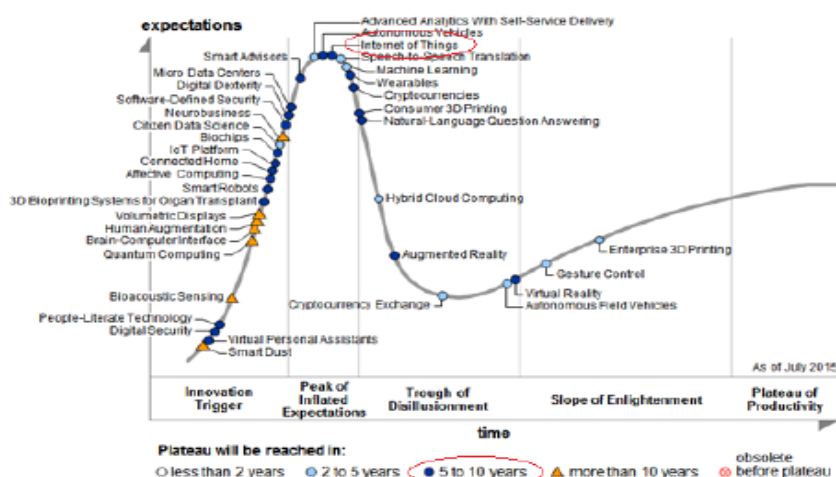 expectations
Advanced Analytics With Self-Service Delivery
Autonomous Vehicles
Internet of Things
Speech-to-Speech Translation
Machine Learning
Wearables
Cryptocurrencies
Consumer 3D Printing
Natural-Language Question Answering
Smart Advisors
Micro Data Centers
Digital Dexterity
Software-Defined Security
Neurobusiness
Citizen Data Science
Biochips
IoT Platform
Connected Home
Affective Computing
Smart Robots
3D Bioprinting Systems for Organ Transplant
Volumetric Displays
Human Augmentation
Brain-Computer Interface
Quantum Computing
Bioacoustic Sensing
People-Literate Technology
Digital Security
Virtual Personal Assistants
Smart Dust
Hybrid Cloud Computing
Augmented Reality
Cryptocurrency Exchange
Enterprise 3D Printing
Gesture Control
Virtual Reality
Autonomous Field Vehicles
As of July 2015
Innovation
Trigger
Peak of
Inflated
Expectations
Trough of
Disillusionment
Slope of Enlightenment
Plateau of
Productivity
time
Plateau will be reached in:
less than 2 years
2 to 5 years
5 to 10 years
more than 10 years
obsolete
before plateau